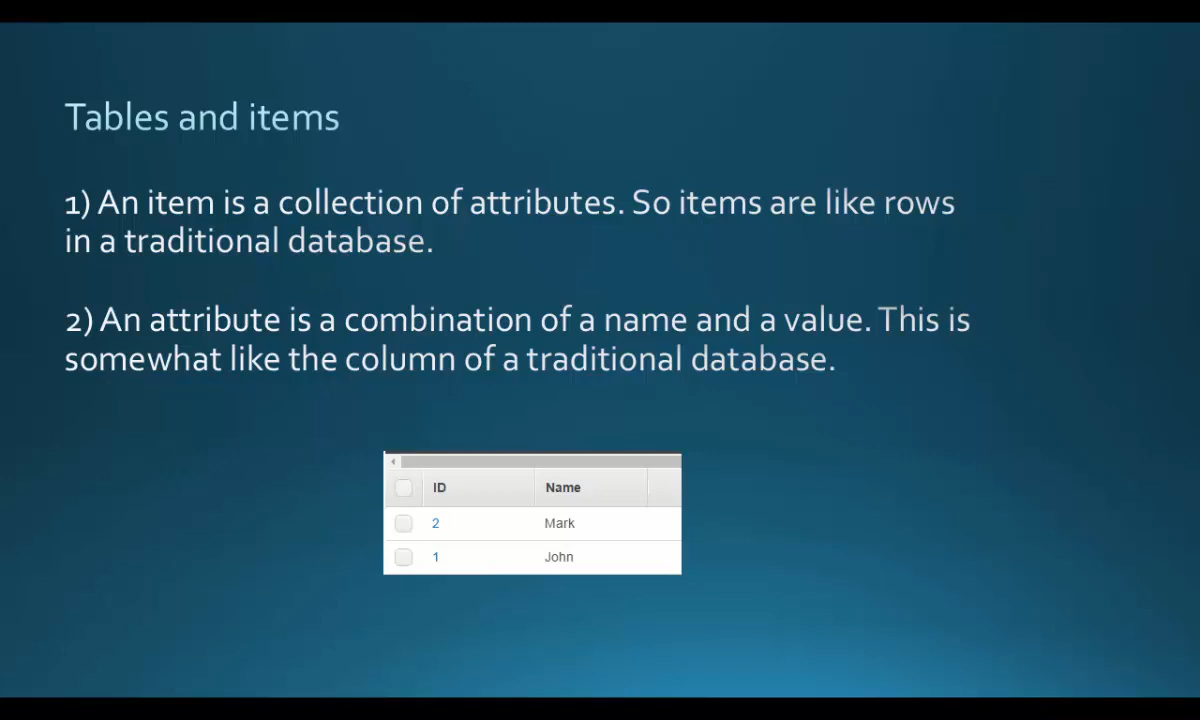 Tables and items
1) An item is a collection of attributes. So items are like rows
in a traditional database.
2) An attribute is a combination of a name and a value. This is
somewhat like the column of a traditional database.
ID Name
2 Mark
1 John